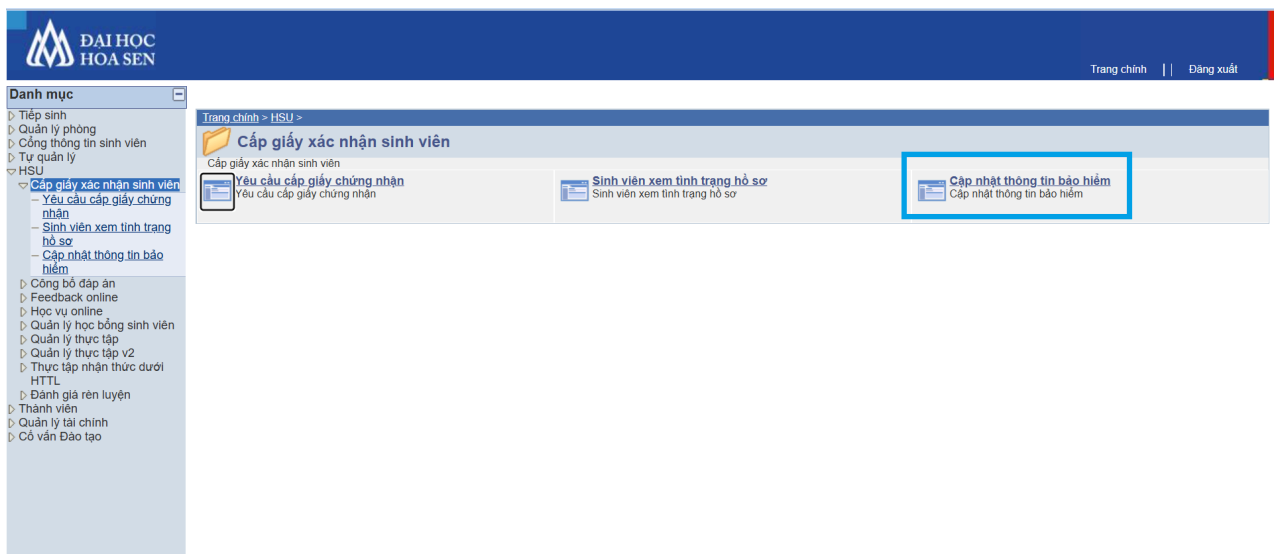 ĐẠI HỌC
HOA SEN
Trang chính || Đăng xuất
Danh mục
Tiếp sinh
Quản lý phòng
Cổng thông tin sinh viên
Tự quản lý
HSU
Cấp giấy xác nhận sinh viên
Yêu cầu cấp giấy chứng
nhận
Sinh viên xem tình trạng
hồ sơ
Cập nhật thông tin bảo
hiểm
Công bố đáp án
Feedback online
Học vụ online
Quản lý học bổng sinh viên
Quản lý thực tập
Quản lý thực tập v2
Thực tập nhận thức dưới
HTTL
Đánh giá rèn luyện
Thành viên
Quản lý tài chính
Cố vấn Đào tạo
Trang chính > HSU >
Cấp giấy xác nhận sinh viên
Cấp giấy xác nhận sinh viên
Yêu cầu cấp giấy chứng nhận
Yêu cầu cấp giấy chứng nhận
Sinh viên xem tình trạng hồ sơ
Sinh viên xem tình trạng hồ sơ
Cập nhật thông tin bảo hiểm
Cập nhật thông tin bảo hiểm